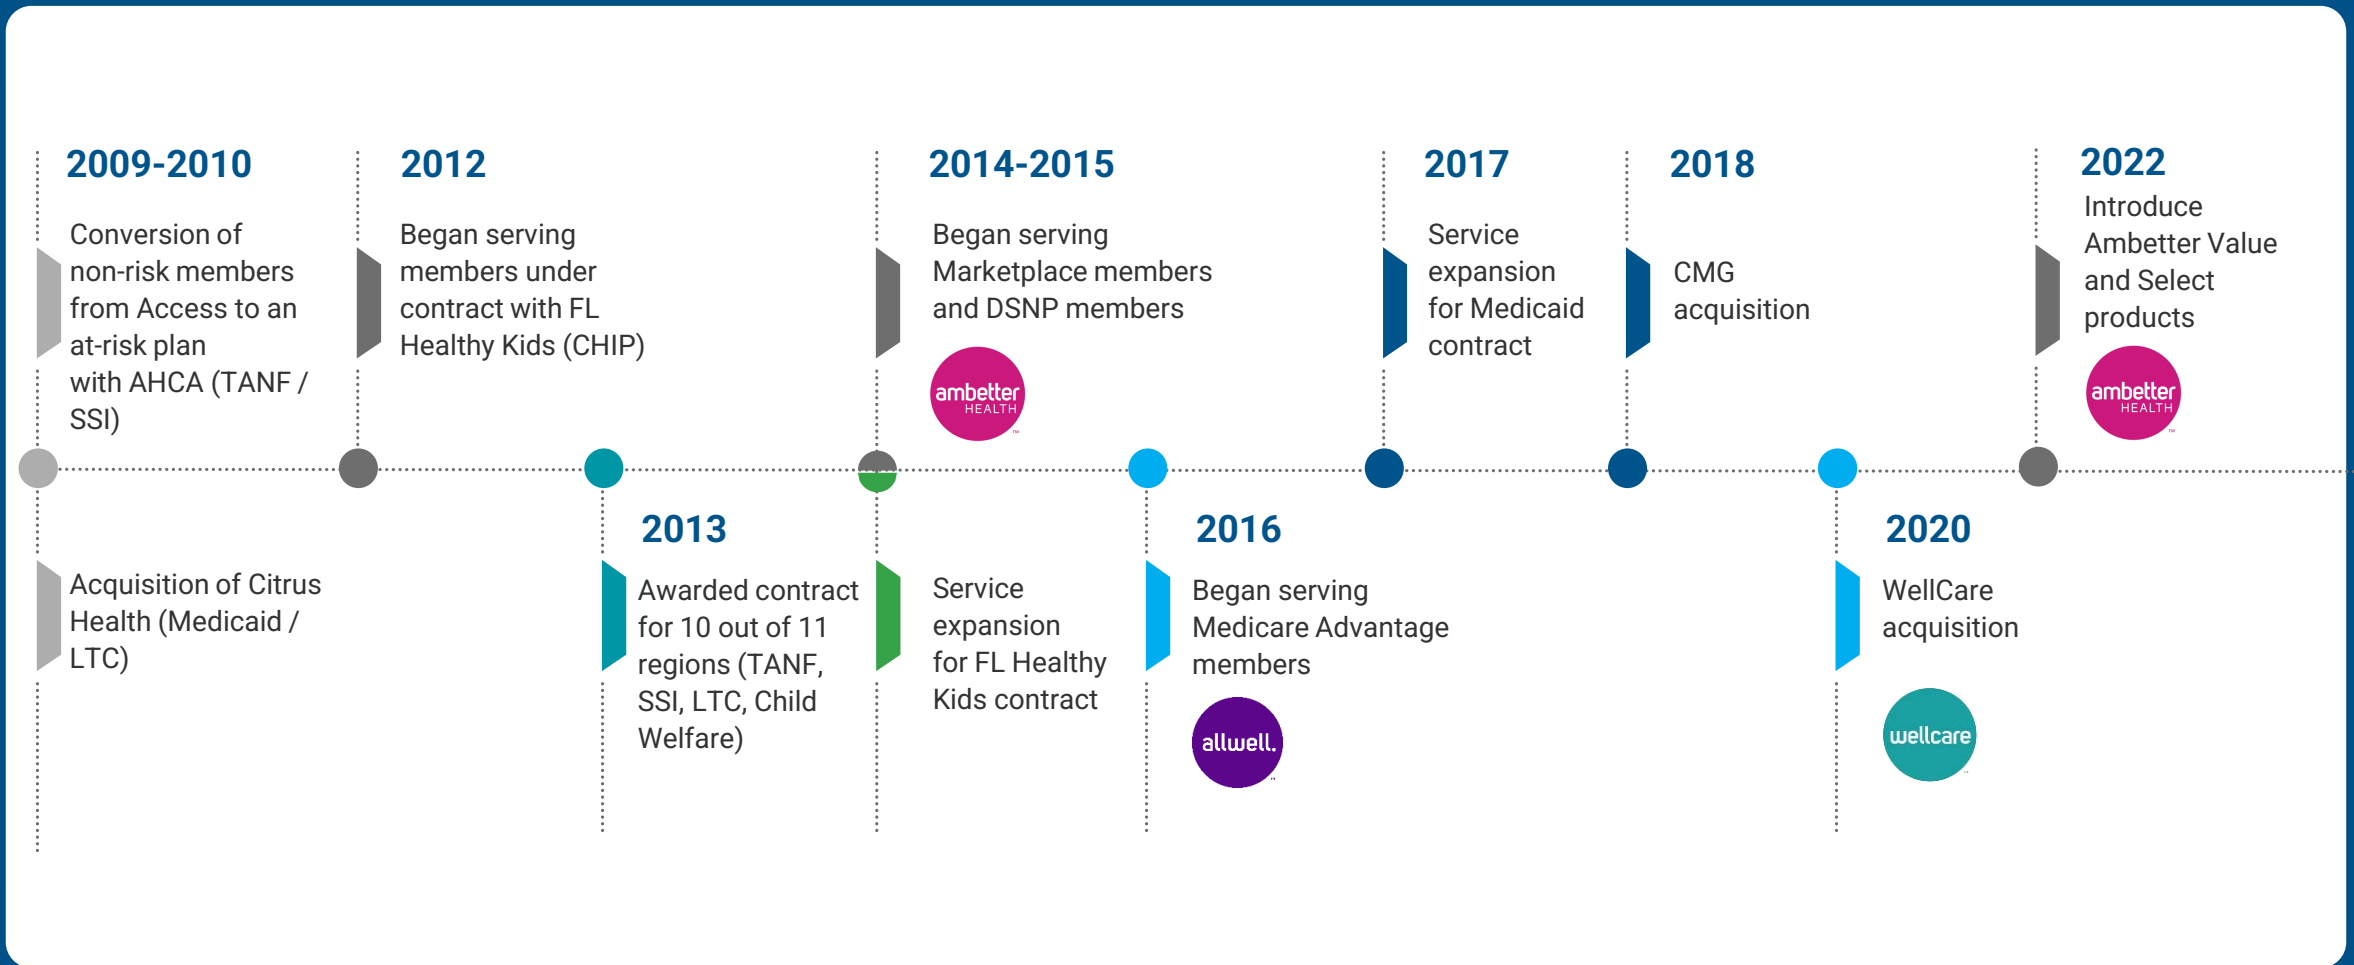 2009-2010
Conversion of
non-risk members
from Access to an
at-risk plan
with AHCA (TANF /
SSI)
Acquisition of Citrus
Health (Medicaid /
LTC)
2012
Began serving
members under
contract with FL
Healthy Kids (CHIP)
2013
Awarded contract
for 10 out of 11
regions (TANF,
SSI, LTC, Child
Welfare)
2014-2015
Began serving
Marketplace members
and DSNP members
ambetter
HEALTH
TM
Service
expansion
for FL Healthy
Kids contract
2016
Began serving
Medicare Advantage
members
allwell.
2017
Service
expansion
for Medicaid
contract
2018
CMG
acquisition
2020
WellCare
acquisition
wellcare
2022
Introduce
Ambetter Value
and Select
products
ambetter
HEALTH
TM